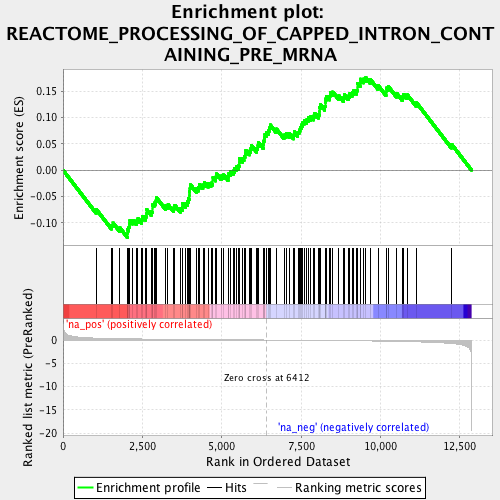 Enrichment plot:
REACTOME_PROCESSING_OF_CAPPED_INTRON_CONT
AINING_PRE_MRNA
Enrichment score (ES)
0.15
0.10
0.05
0.00
-0.05
-0.10
'na_pos' (positively correlated)
Ranked list metric (PreRanked)
0
-5
-10
-15
-20
Zero cross at 6412
'na_neg' (negatively correlated)
0
2,500
5,000
7,500
10,000
12,500
Rank in Ordered Dataset
Enrichment profile
Hits
Ranking metric scores